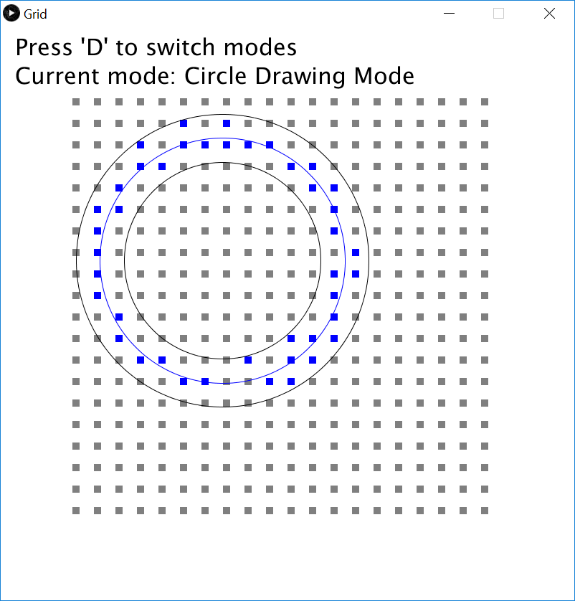 Grid
Press 'D' to switch modes
Current mode: Circle Drawing Mode